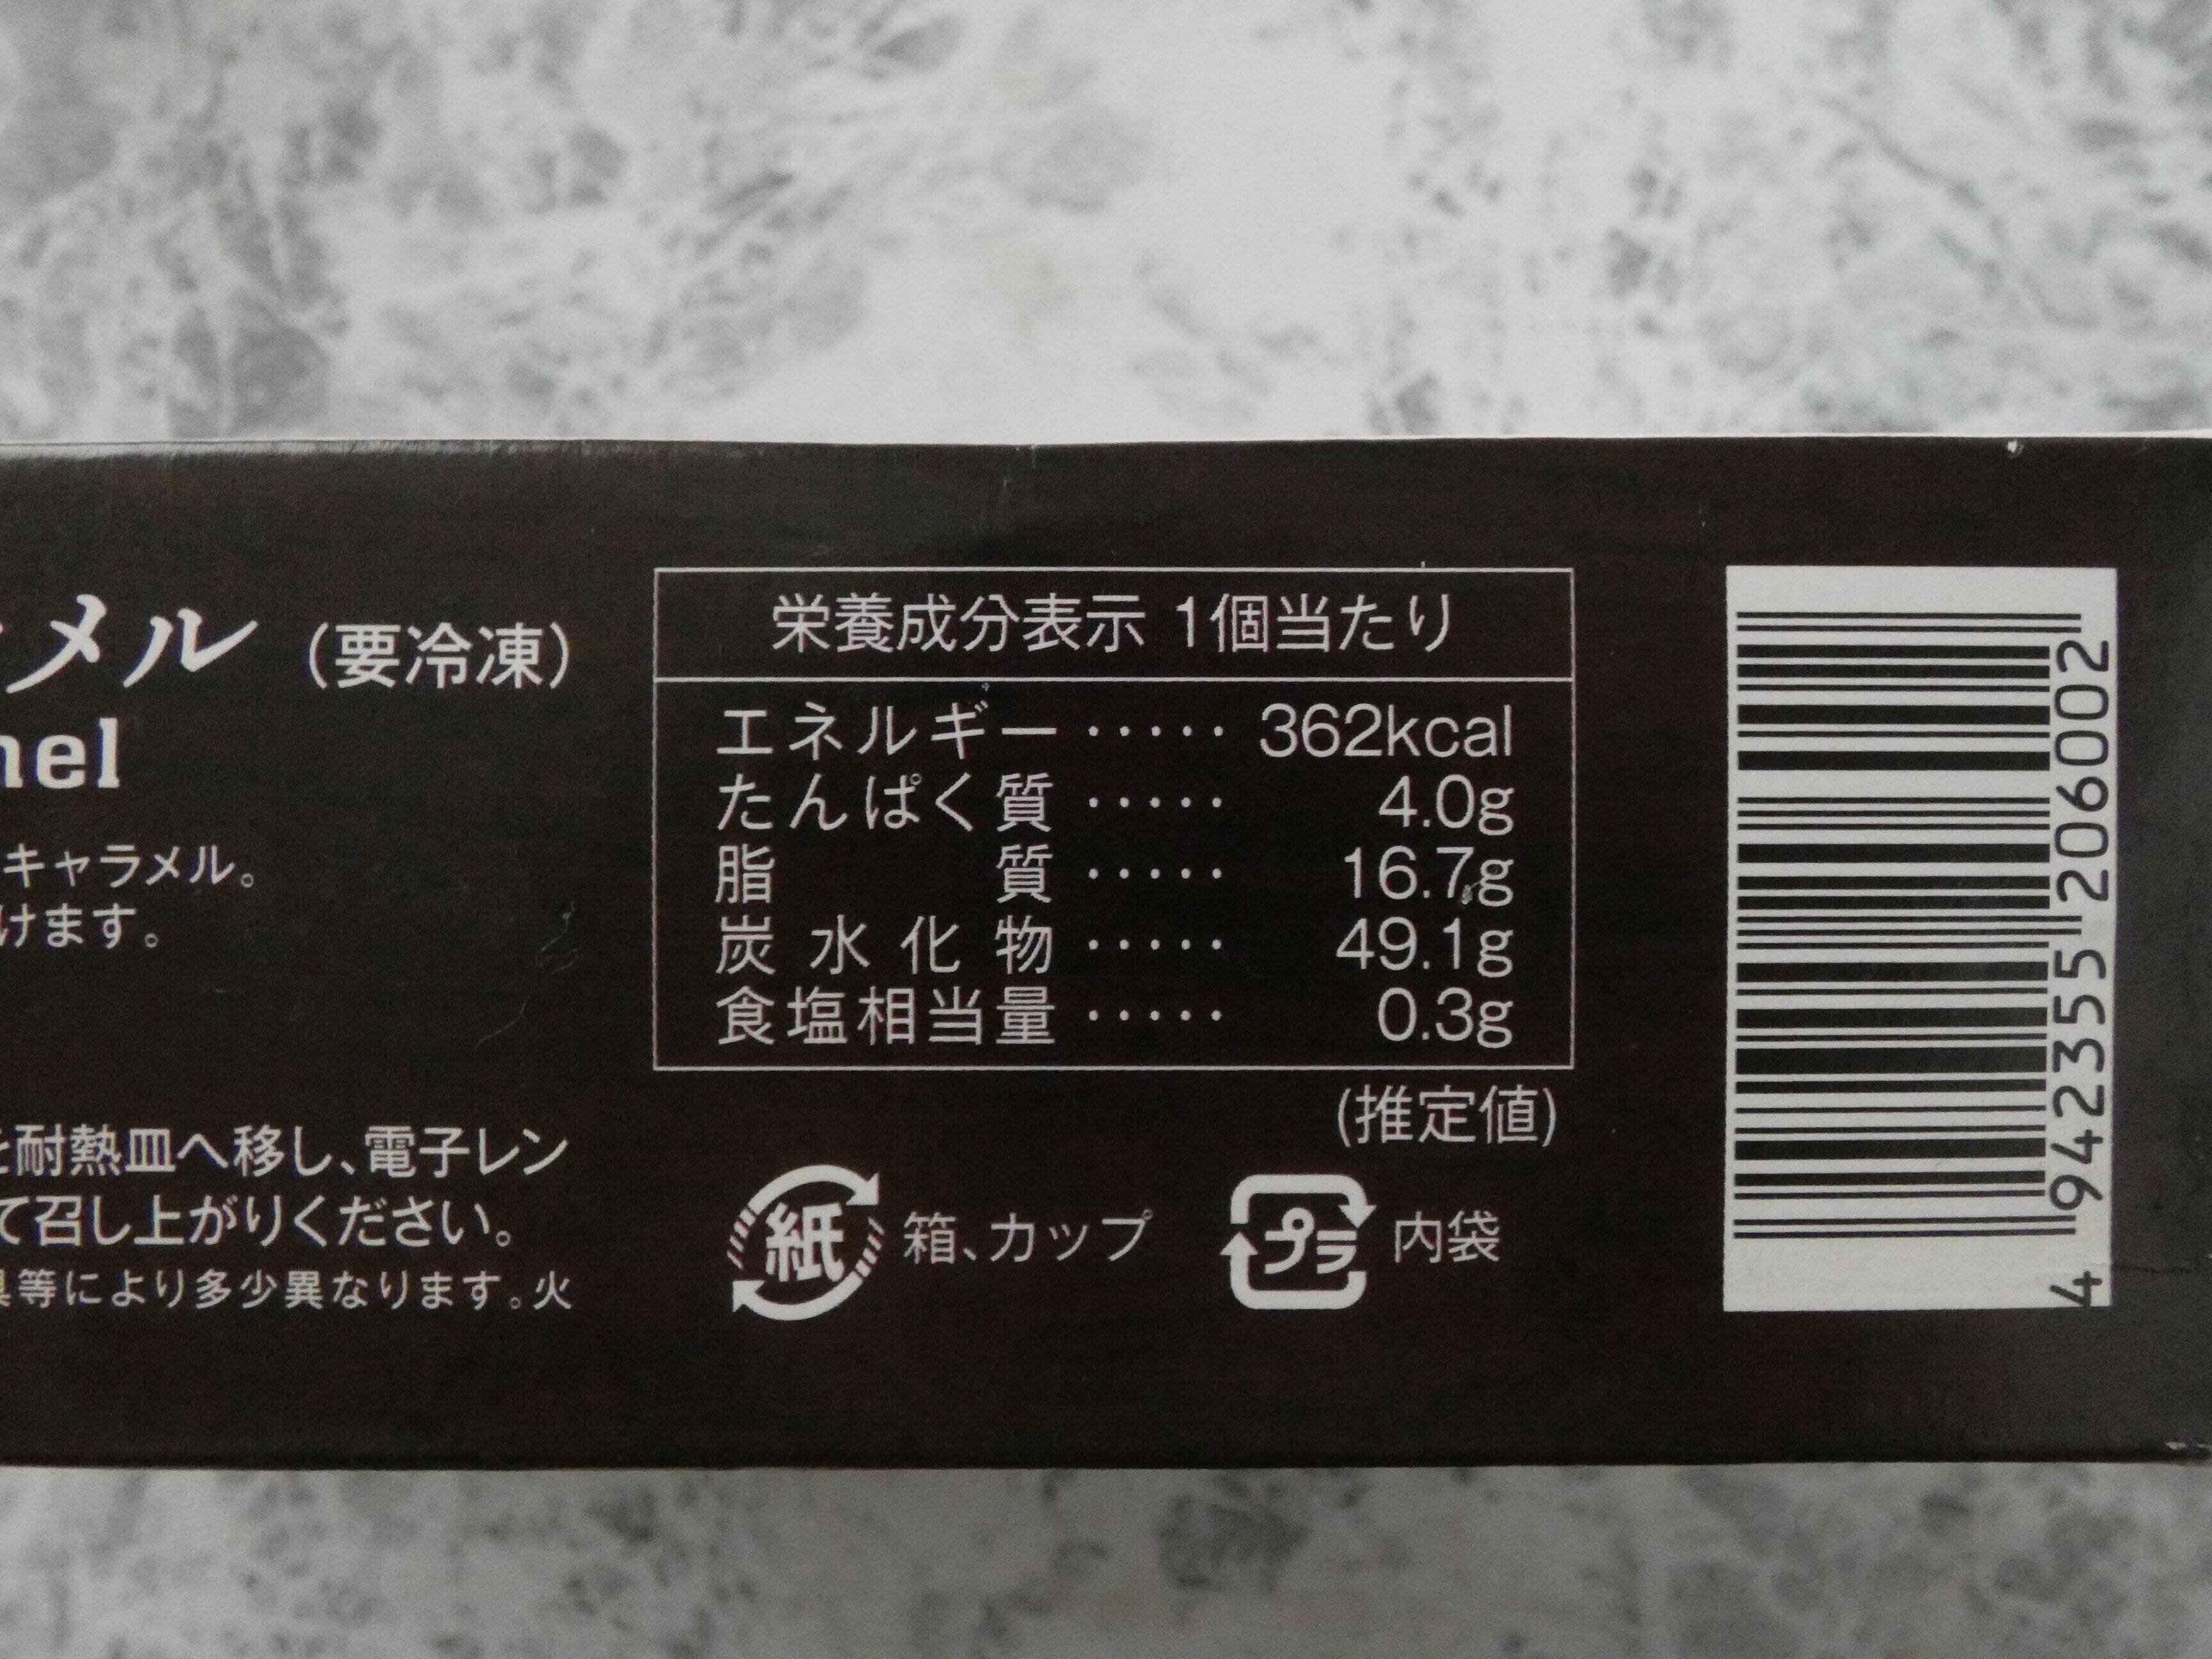 メル (要冷凍)
nel
キャラメル。
けます。
を耐熱皿へ移し、電子レン
て召し上がりください。
具等により多少異なります。火
栄養成分表示 1個当たり
エネルギー ····· 362kcal
たんぱく質 ····· 4.0g
脂質 ····· 16.7g
炭水化物 ····· 49.1g
食塩相当量 ····· 0.3g
(推定値)
紙 箱、カップ
プラ 内袋
4 942355 206002